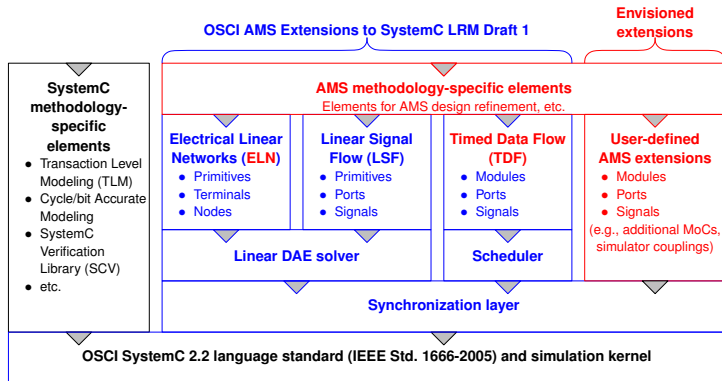 OSCI AMS Extensions to SystemC LRM Draft 1
Envisioned
extensions
SystemC
methodology-
specific
elements
• Transaction Level
Modeling (TLM)
• Cycle/bit Accurate
Modeling
• SystemC
Verification
Library (SCV)
• etc.
AMS methodology-specific elements
Elements for AMS design refinement, etc.
Electrical Linear
Networks (ELN)
• Primitives
• Terminals
• Nodes
Linear Signal
Flow (LSF)
• Primitives
• Ports
• Signals
Timed Data Flow
(TDF)
• Modules
• Ports
• Signals
User-defined
AMS extensions
• Modules
• Ports
• Signals
(e.g., additional MoCs,
simulator couplings)
Linear DAE solver
Scheduler
Synchronization layer
OSCI SystemC 2.2 language standard (IEEE Std. 1666-2005) and simulation kernel